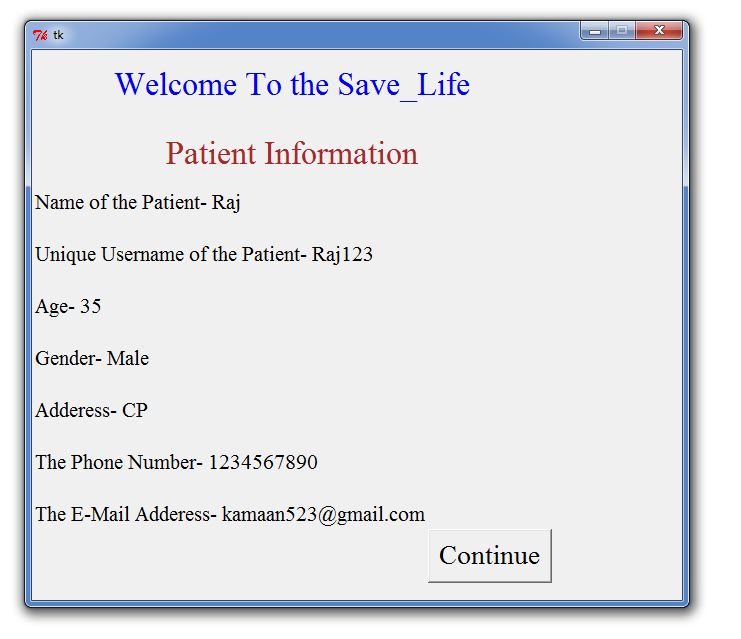 tk
Welcome To the Save_Life
Patient Information
Name of the Patient- Raj
Unique Username of the Patient- Raj123
Age- 35
Gender- Male
Adderess- CP
The Phone Number- 1234567890
The E-Mail Adderess- kamaan523@gmail.com
Continue